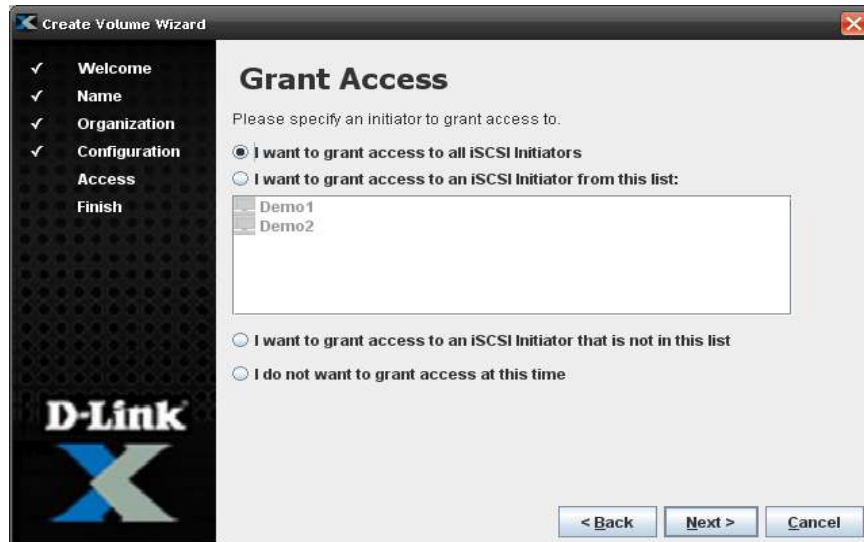 Create Volume Wizard
✓ Welcome
✓ Name
✓ Organization
✓ Configuration
Access
Finish
D-Link
Grant Access
Please specify an initiator to grant access to.
I want to grant access to all iSCSI Initiators
I want to grant access to an iSCSI Initiator from this list:
Demo1
Demo2
I want to grant access to an iSCSI Initiator that is not in this list
I do not want to grant access at this time
< Back Next > Cancel